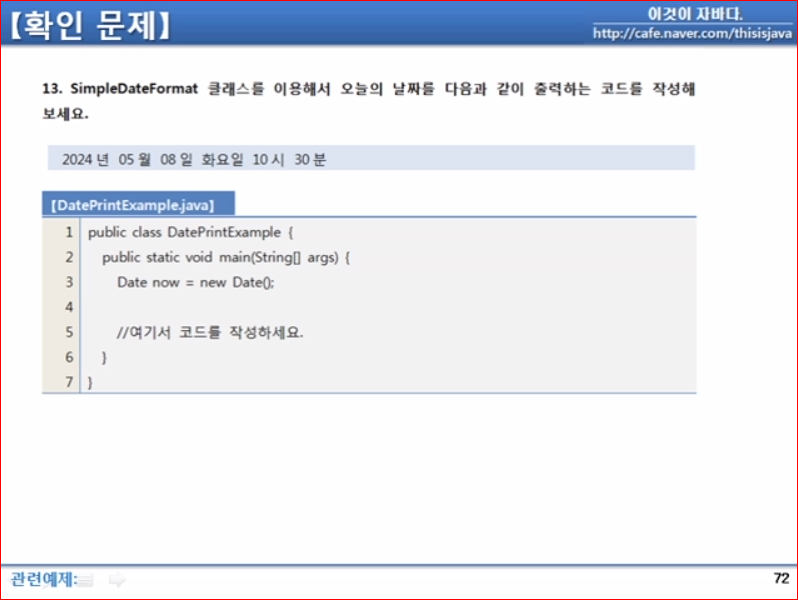 【확인 문제】
이것이 자바다.
http://cafe.naver.com/thisisjava
13. SimpleDateFormat 클래스를 이용해서 오늘의 날짜를 다음과 같이 출력하는 코드를 작성해
보세요.
2024 년 05 월 08 일 화요일 10 시 30 분
[DatePrintExample.java]
1 public class DatePrintExample {
2 public static void main(String[] args) {
3 Date now = new Date();
4
5 //여기서 코드를 작성하세요.
6 }
7 }
관련예제:
72